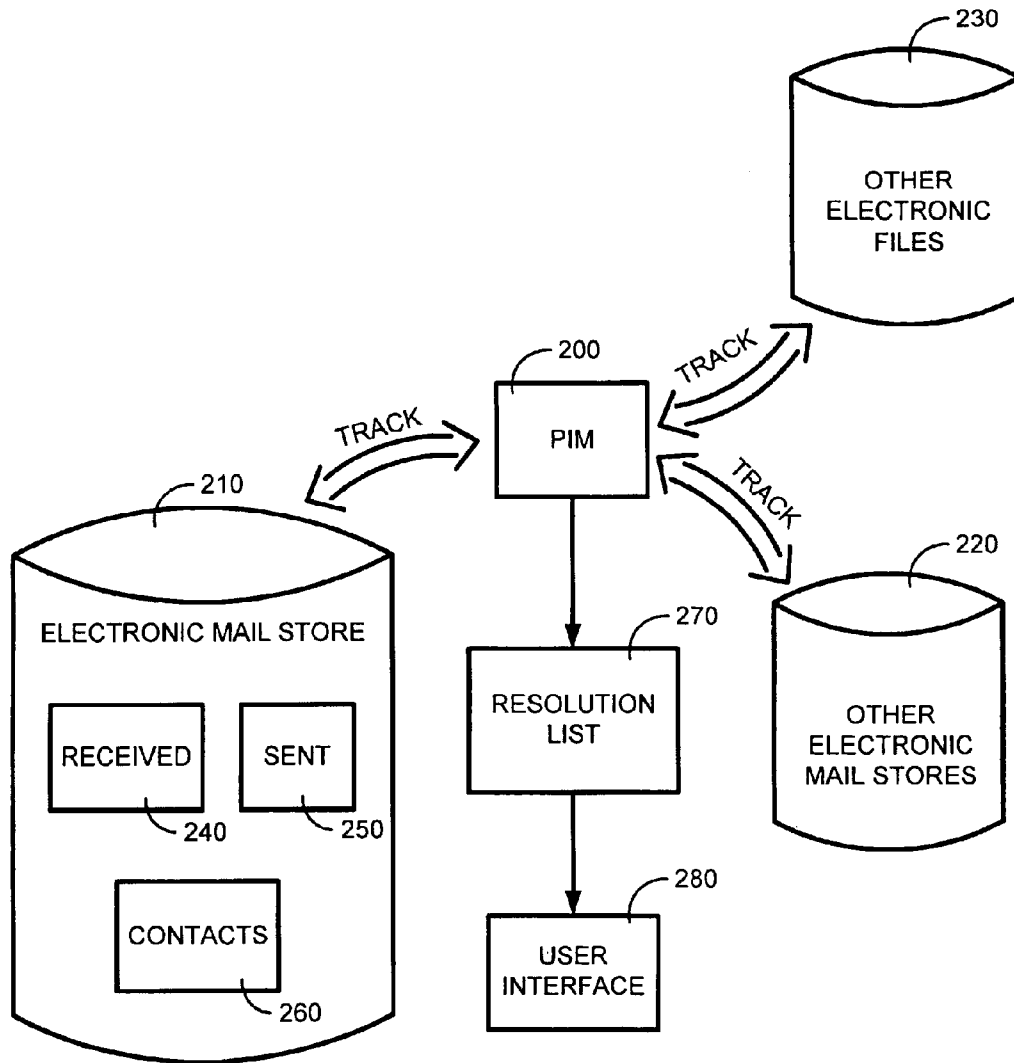 230
OTHER
ELECTRONIC
FILES
200
TRACK
PIM
TRACK
TRACK
210
220
ELECTRONIC MAIL STORE
270
RESOLUTION
LIST
RECEIVED
SENT
OTHER
ELECTRONIC
MAIL STORES
240
250
280
CONTACTS
USER
INTERFACE
260